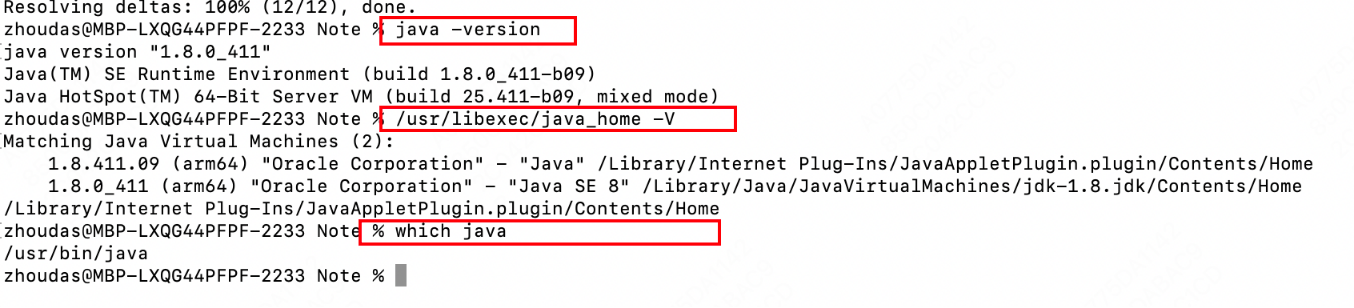 Resolving deltas: 100% (12/12), done.
zhoudas@MBP-LXQG44PFPF-2233 Note % java -version
java version "1.8.0_411"
Java(TM) SE Runtime Environment (build 1.8.0_411-b09)
Java HotSpot(TM) 64-Bit Server VM (build 25.411-b09, mixed mode)
zhoudas@MBP-LXQG44PFPF-2233 Note % /usr/libexec/java_home -V
Matching Java Virtual Machines (2):
    1.8.411.09 (arm64) "Oracle Corporation" - "Java" /Library/Internet Plug-Ins/JavaAppletPlugin.plugin/Contents/Home
    1.8.0_411 (arm64) "Oracle Corporation" - "Java SE 8" /Library/Java/JavaVirtualMachines/jdk-1.8.jdk/Contents/Home
/Library/Internet Plug-Ins/JavaAppletPlugin.plugin/Contents/Home
zhoudas@MBP-LXQG44PFPF-2233 Note % which java
/usr/bin/java
zhoudas@MBP-LXQG44PFPF-2233 Note %